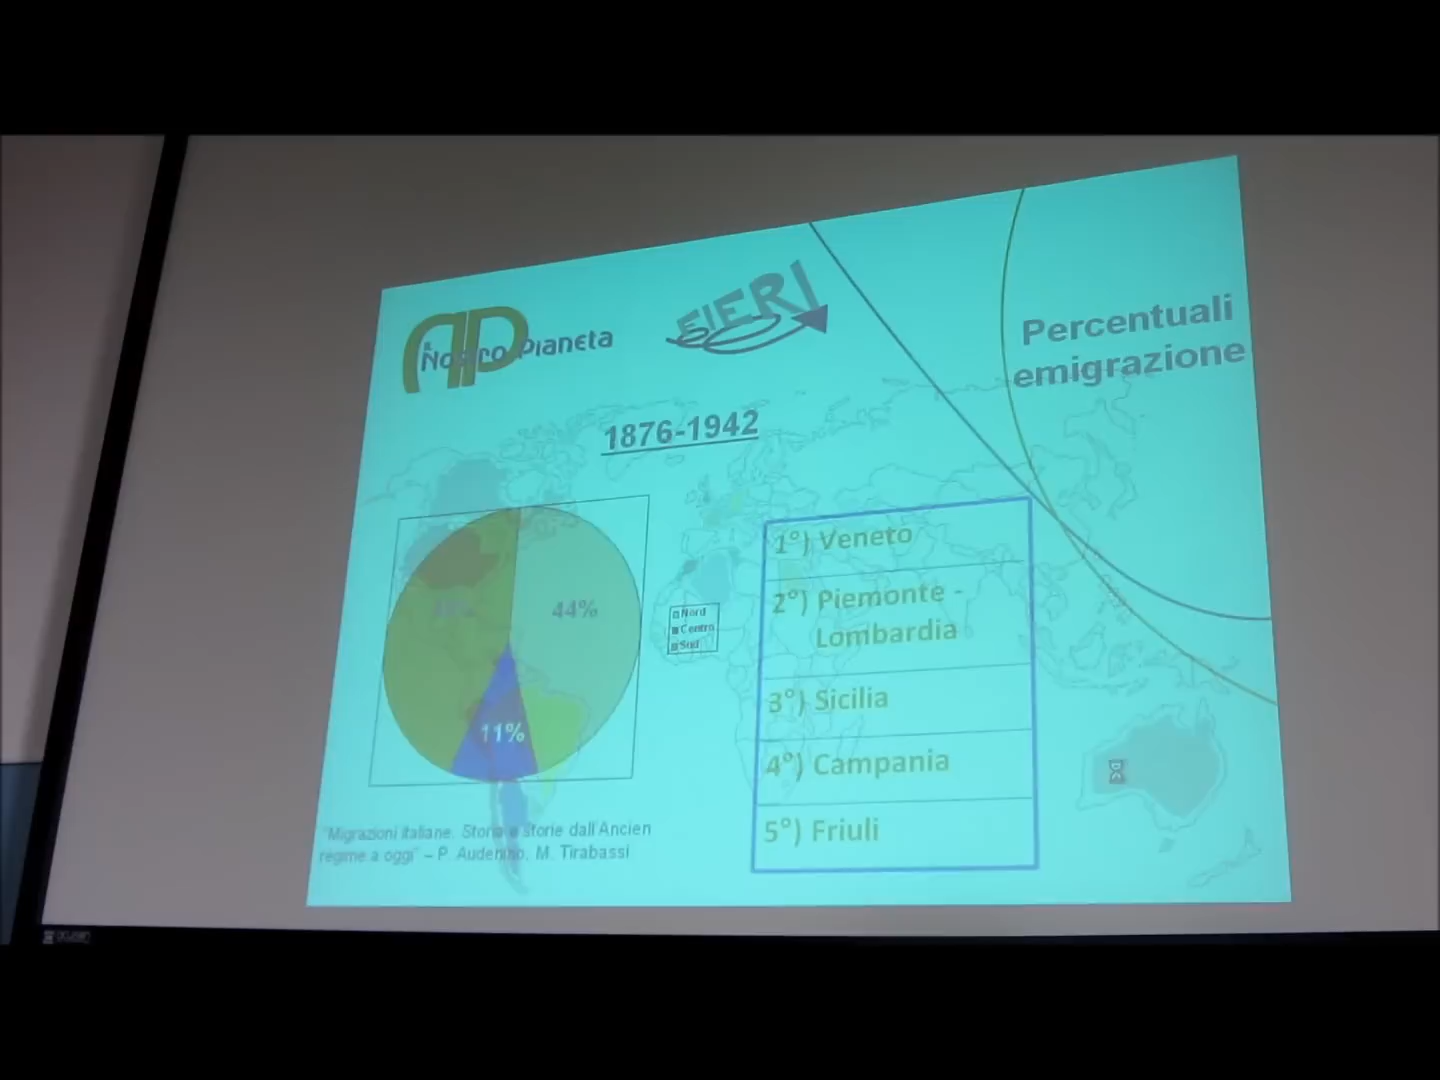 IL
Nostro Pianeta
FIERI
Percentuali
emigrazione
1876-1942
44%
11%
Nord
Centro
Sud
1°) Veneto
2°) Piemonte -
Lombardia
3°) Sicilia
4°) Campania
5°) Friuli
"Migrazioni italiane. Storia e storie dall'Ancien
regime a oggi" – P. Audenino, M. Tirabassi